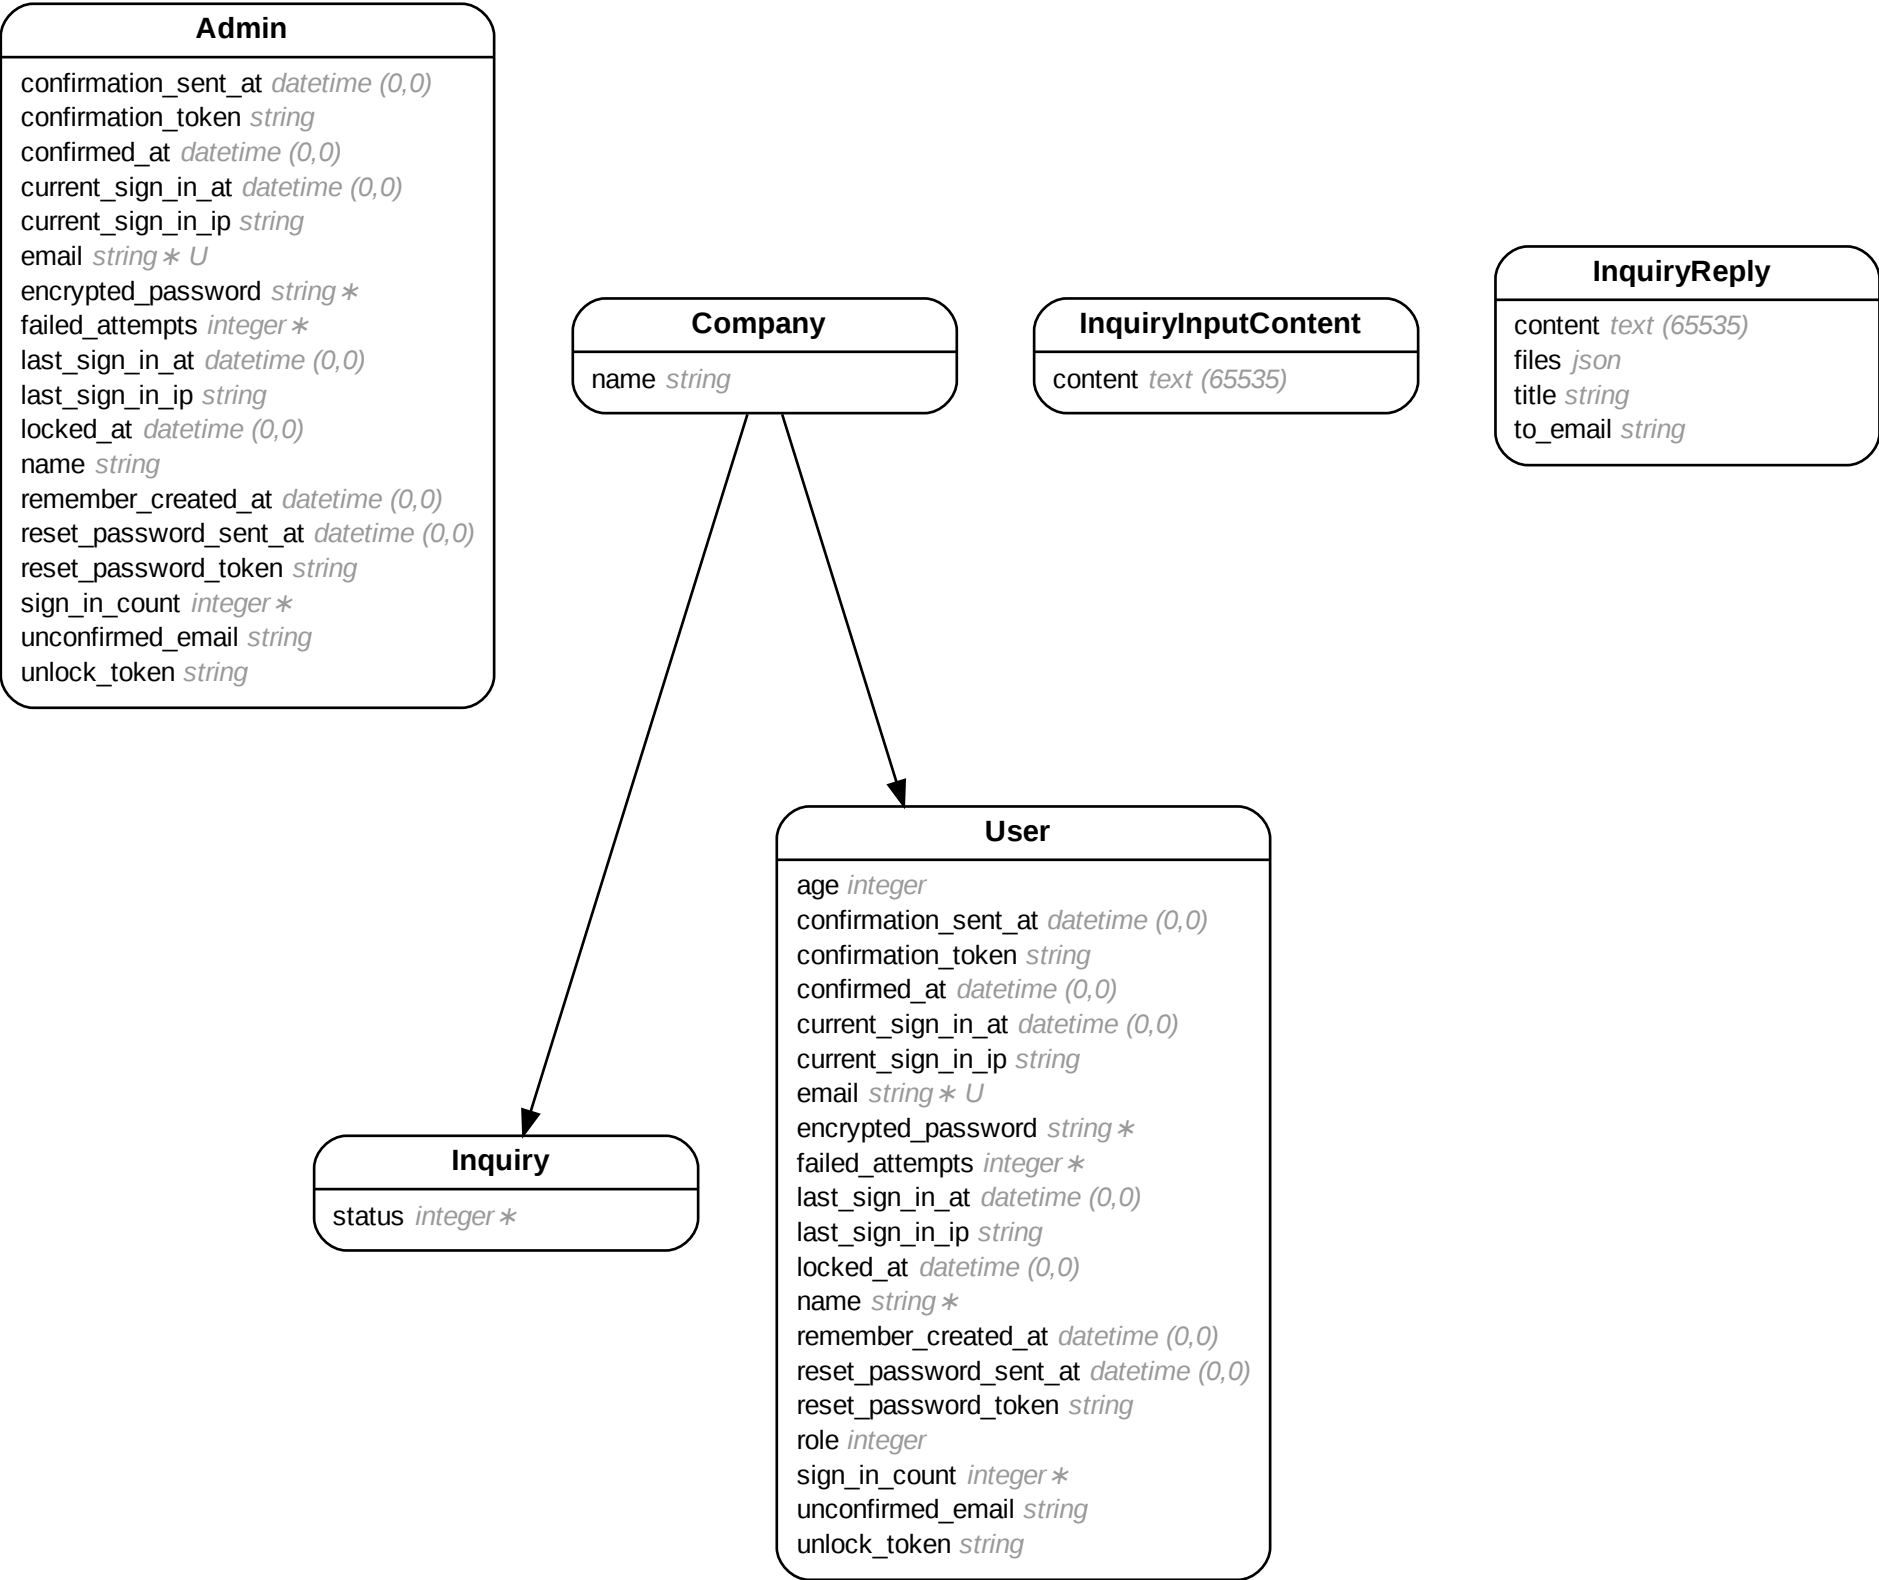 Admin
confirmation_sent_at datetime (0,0)
confirmation_token string
confirmed_at datetime (0,0)
current_sign_in_at datetime (0,0)
current_sign_in_ip string
email string∗ U
encrypted_password string∗
failed_attempts integer∗
last_sign_in_at datetime (0,0)
last_sign_in_ip string
locked_at datetime (0,0)
name string
remember_created_at datetime (0,0)
reset_password_sent_at datetime (0,0)
reset_password_token string
sign_in_count integer∗
unconfirmed_email string
unlock_token string
Company
name string
InquiryInputContent
content text (65535)
InquiryReply
content text (65535)
files json
title string
to_email string
User
age integer
confirmation_sent_at datetime (0,0)
confirmation_token string
confirmed_at datetime (0,0)
current_sign_in_at datetime (0,0)
current_sign_in_ip string
email string∗ U
encrypted_password string∗
failed_attempts integer∗
last_sign_in_at datetime (0,0)
last_sign_in_ip string
locked_at datetime (0,0)
name string∗
remember_created_at datetime (0,0)
reset_password_sent_at datetime (0,0)
reset_password_token string
role integer
sign_in_count integer∗
unconfirmed_email string
unlock_token string
Inquiry
status integer∗